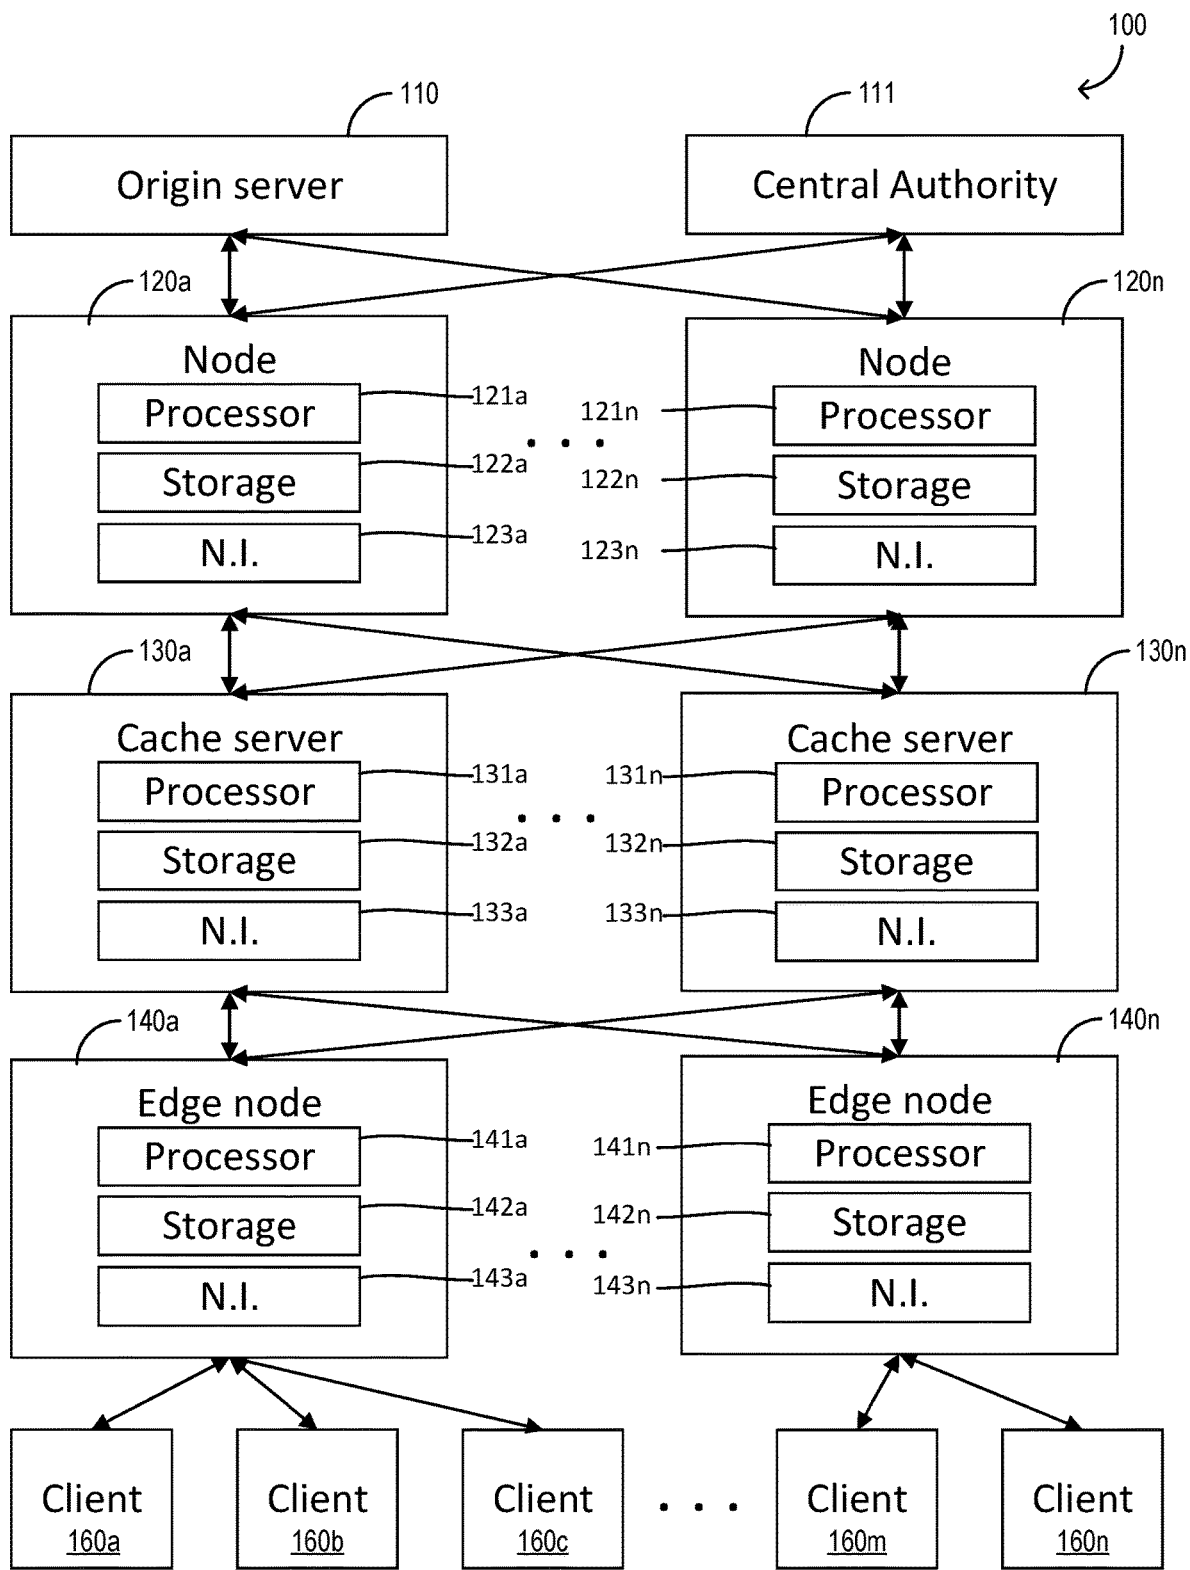 100
110
111
Origin server
Central Authority
120a
120n
Node
Node
Processor
121a
121n
Processor
. . .
Storage
122a
122n
Storage
N.I.
123a
123n
N.I.
130a
130n
Cache server
Cache server
Processor
131a
131n
Processor
. . .
Storage
132a
132n
Storage
N.I.
133a
133n
N.I.
140a
140n
Edge node
Edge node
Processor
141a
141n
Processor
Storage
142a
142n
Storage
. . .
N.I.
143a
143n
N.I.
Client
Client
Client
. . .
Client
Client
160a
160b
160c
160m
160n